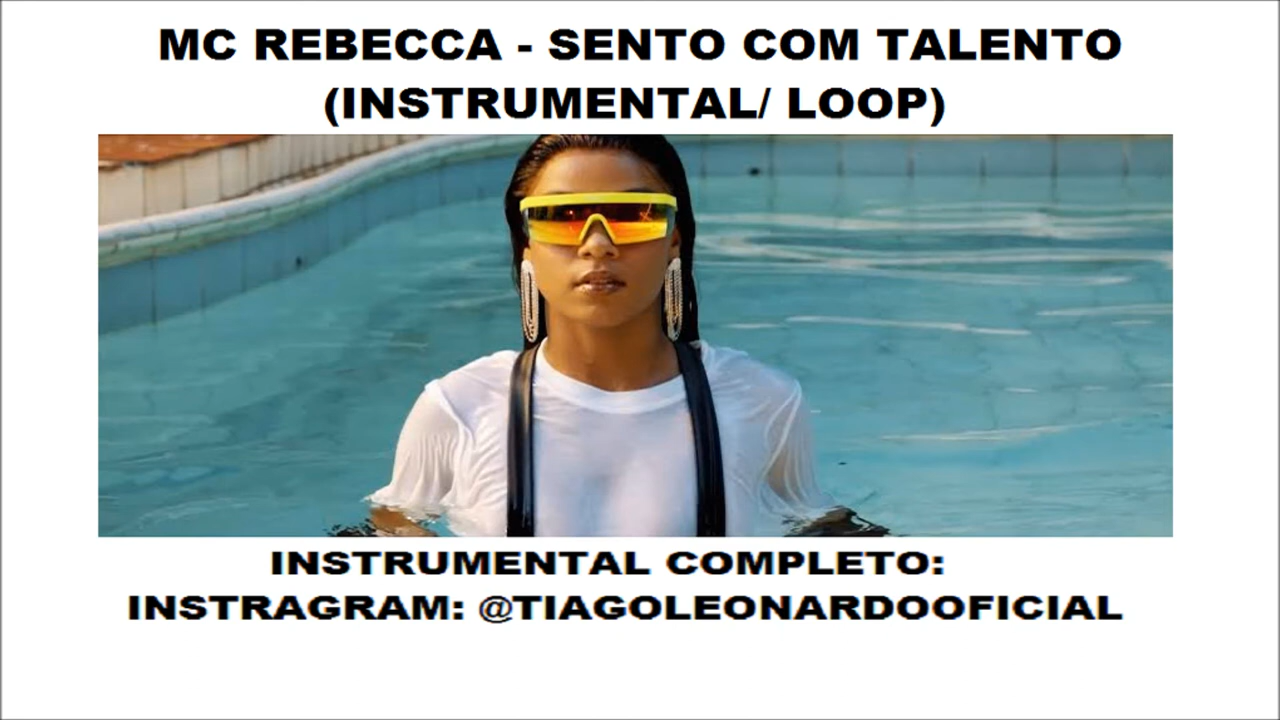 MC REBECCA - SENTO COM TALENTO
(INSTRUMENTAL/ LOOP)
INSTRUMENTAL COMPLETO:
INSTRAGRAM: @TIAGOLEONARDOOFICIAL